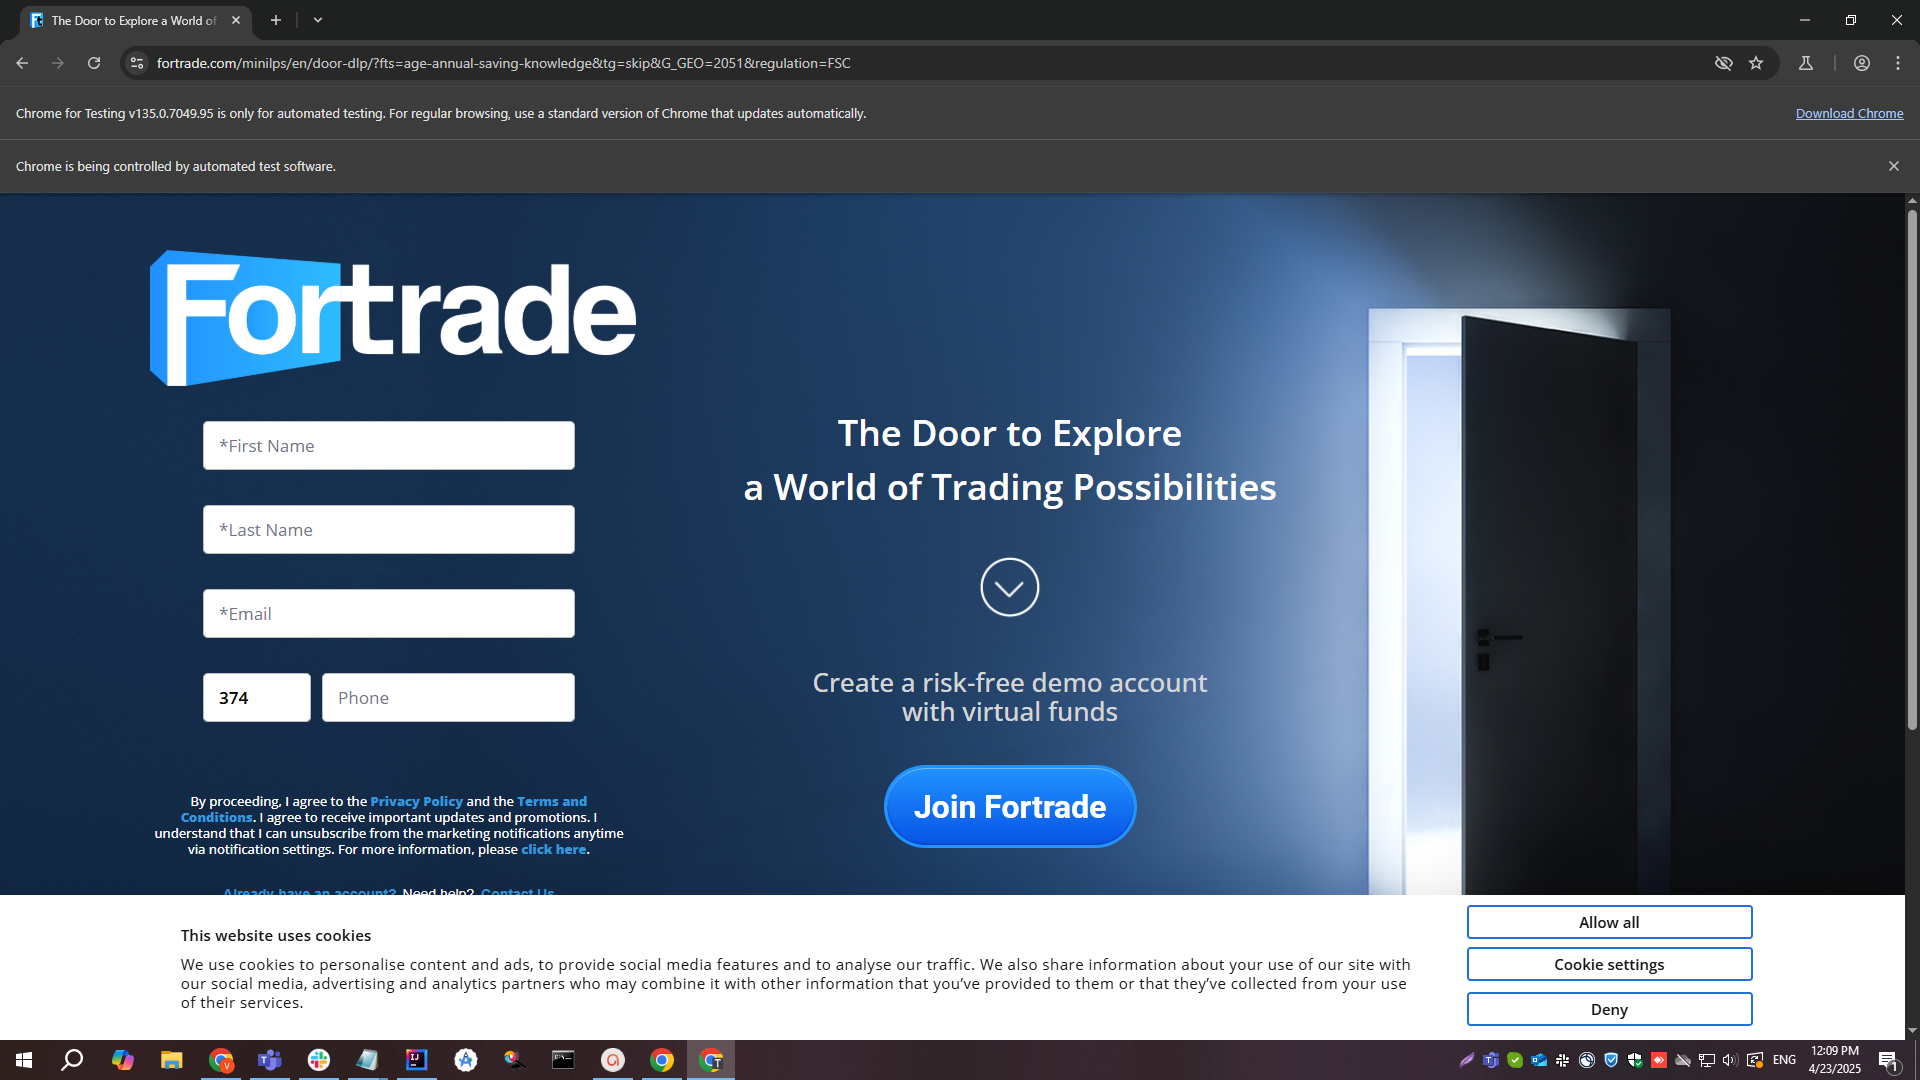 The Door to Explore a World of
fortrade.com/minilps/en/door-dlp/?fts=age-annual-saving-knowledge&tg=skip&G_GEO=2051&regulation=FSC
Chrome for Testing v135.0.7049.95 is only for automated testing. For regular browsing, use a standard version of Chrome that updates automatically.
Download Chrome
Chrome is being controlled by automated test software.
Fortrade
*First Name
*Last Name
*Email
374
Phone
By proceeding, I agree to the Privacy Policy and the Terms and
Conditions. I agree to receive important updates and promotions. I
understand that I can unsubscribe from the marketing notifications anytime
via notification settings. For more information, please click here.
Already have an account? Need help? Contact Us
The Door to Explore
a World of Trading Possibilities
Create a risk-free demo account
with virtual funds
Join Fortrade
This website uses cookies
We use cookies to personalise content and ads, to provide social media features and to analyse our traffic. We also share information about your use of our site with
our social media, advertising and analytics partners who may combine it with other information that you've provided to them or that they've collected from your use
of their services.
Allow all
Cookie settings
Deny
ENG
12:09 PM
4/23/2025
1